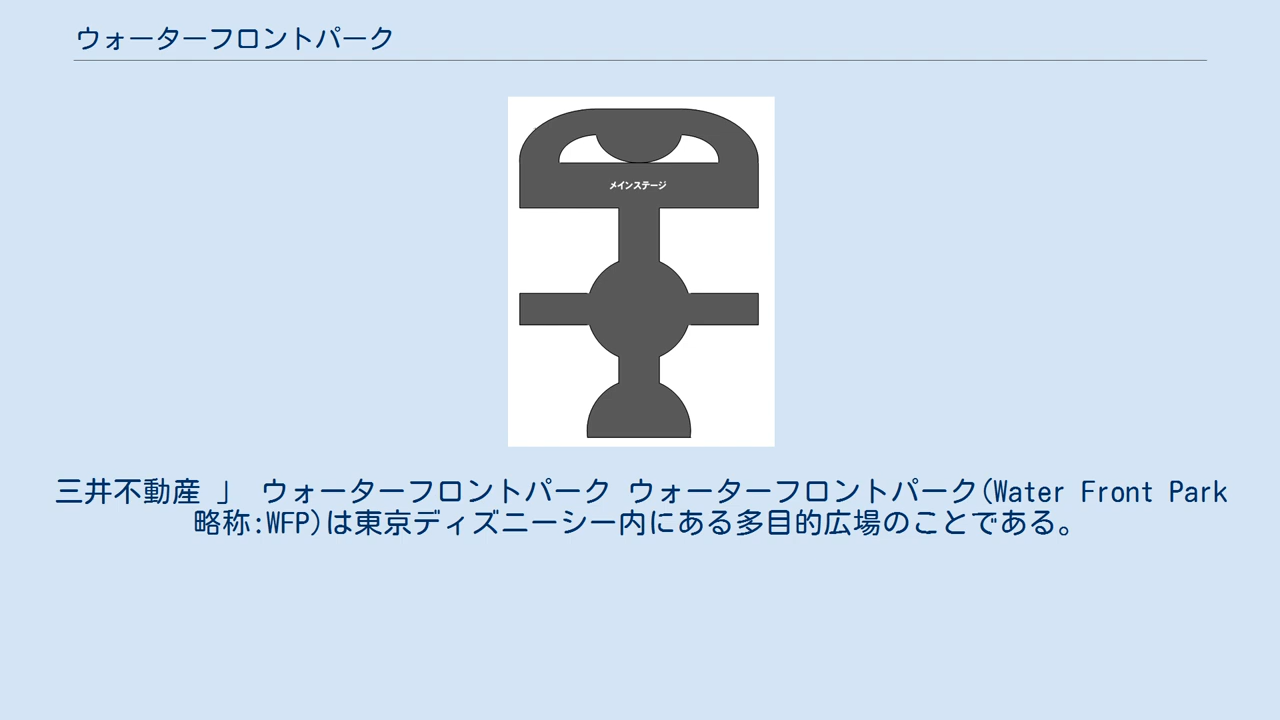 ウォーターフロントパーク
メインステージ
三井不動産 」 ウォーターフロントパーク ウォーターフロントパーク(Water Front Park
略称:WFP)は東京ディズニーシー内にある多目的広場のことである。